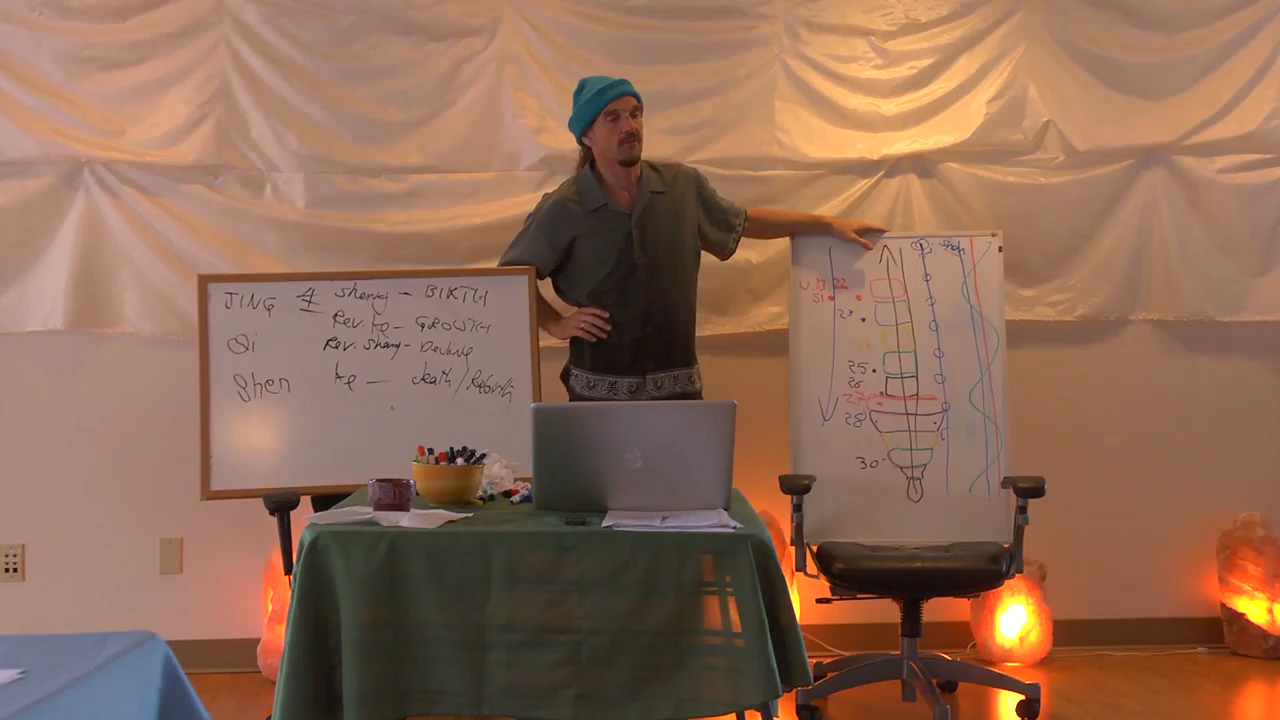 JING 4 Sheng - BIRTH
Rev. Ke - GROWTH
Qi Rev. Sheng - Decline
Shen Ke - death / Rebirth
U.B. 22
51
25
26
27
28
30